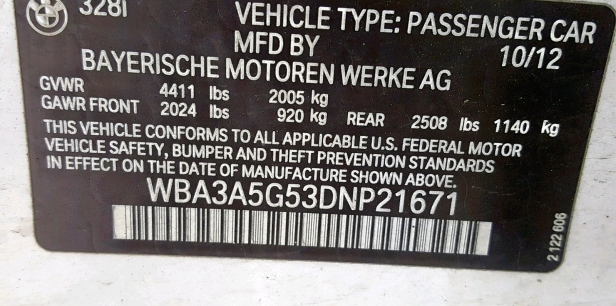 328i
VEHICLE TYPE: PASSENGER CAR
MFD BY 10/12
BAYERISCHE MOTOREN WERKE AG
GVWR 4411 lbs 2005 kg
GAWR FRONT 2024 lbs 920 kg REAR 2508 lbs 1140 kg
THIS VEHICLE CONFORMS TO ALL APPLICABLE U.S. FEDERAL MOTOR
VEHICLE SAFETY, BUMPER AND THEFT PREVENTION STANDARDS
IN EFFECT ON THE DATE OF MANUFACTURE SHOWN ABOVE.
WBA3A5G53DNP21671
2 122 606